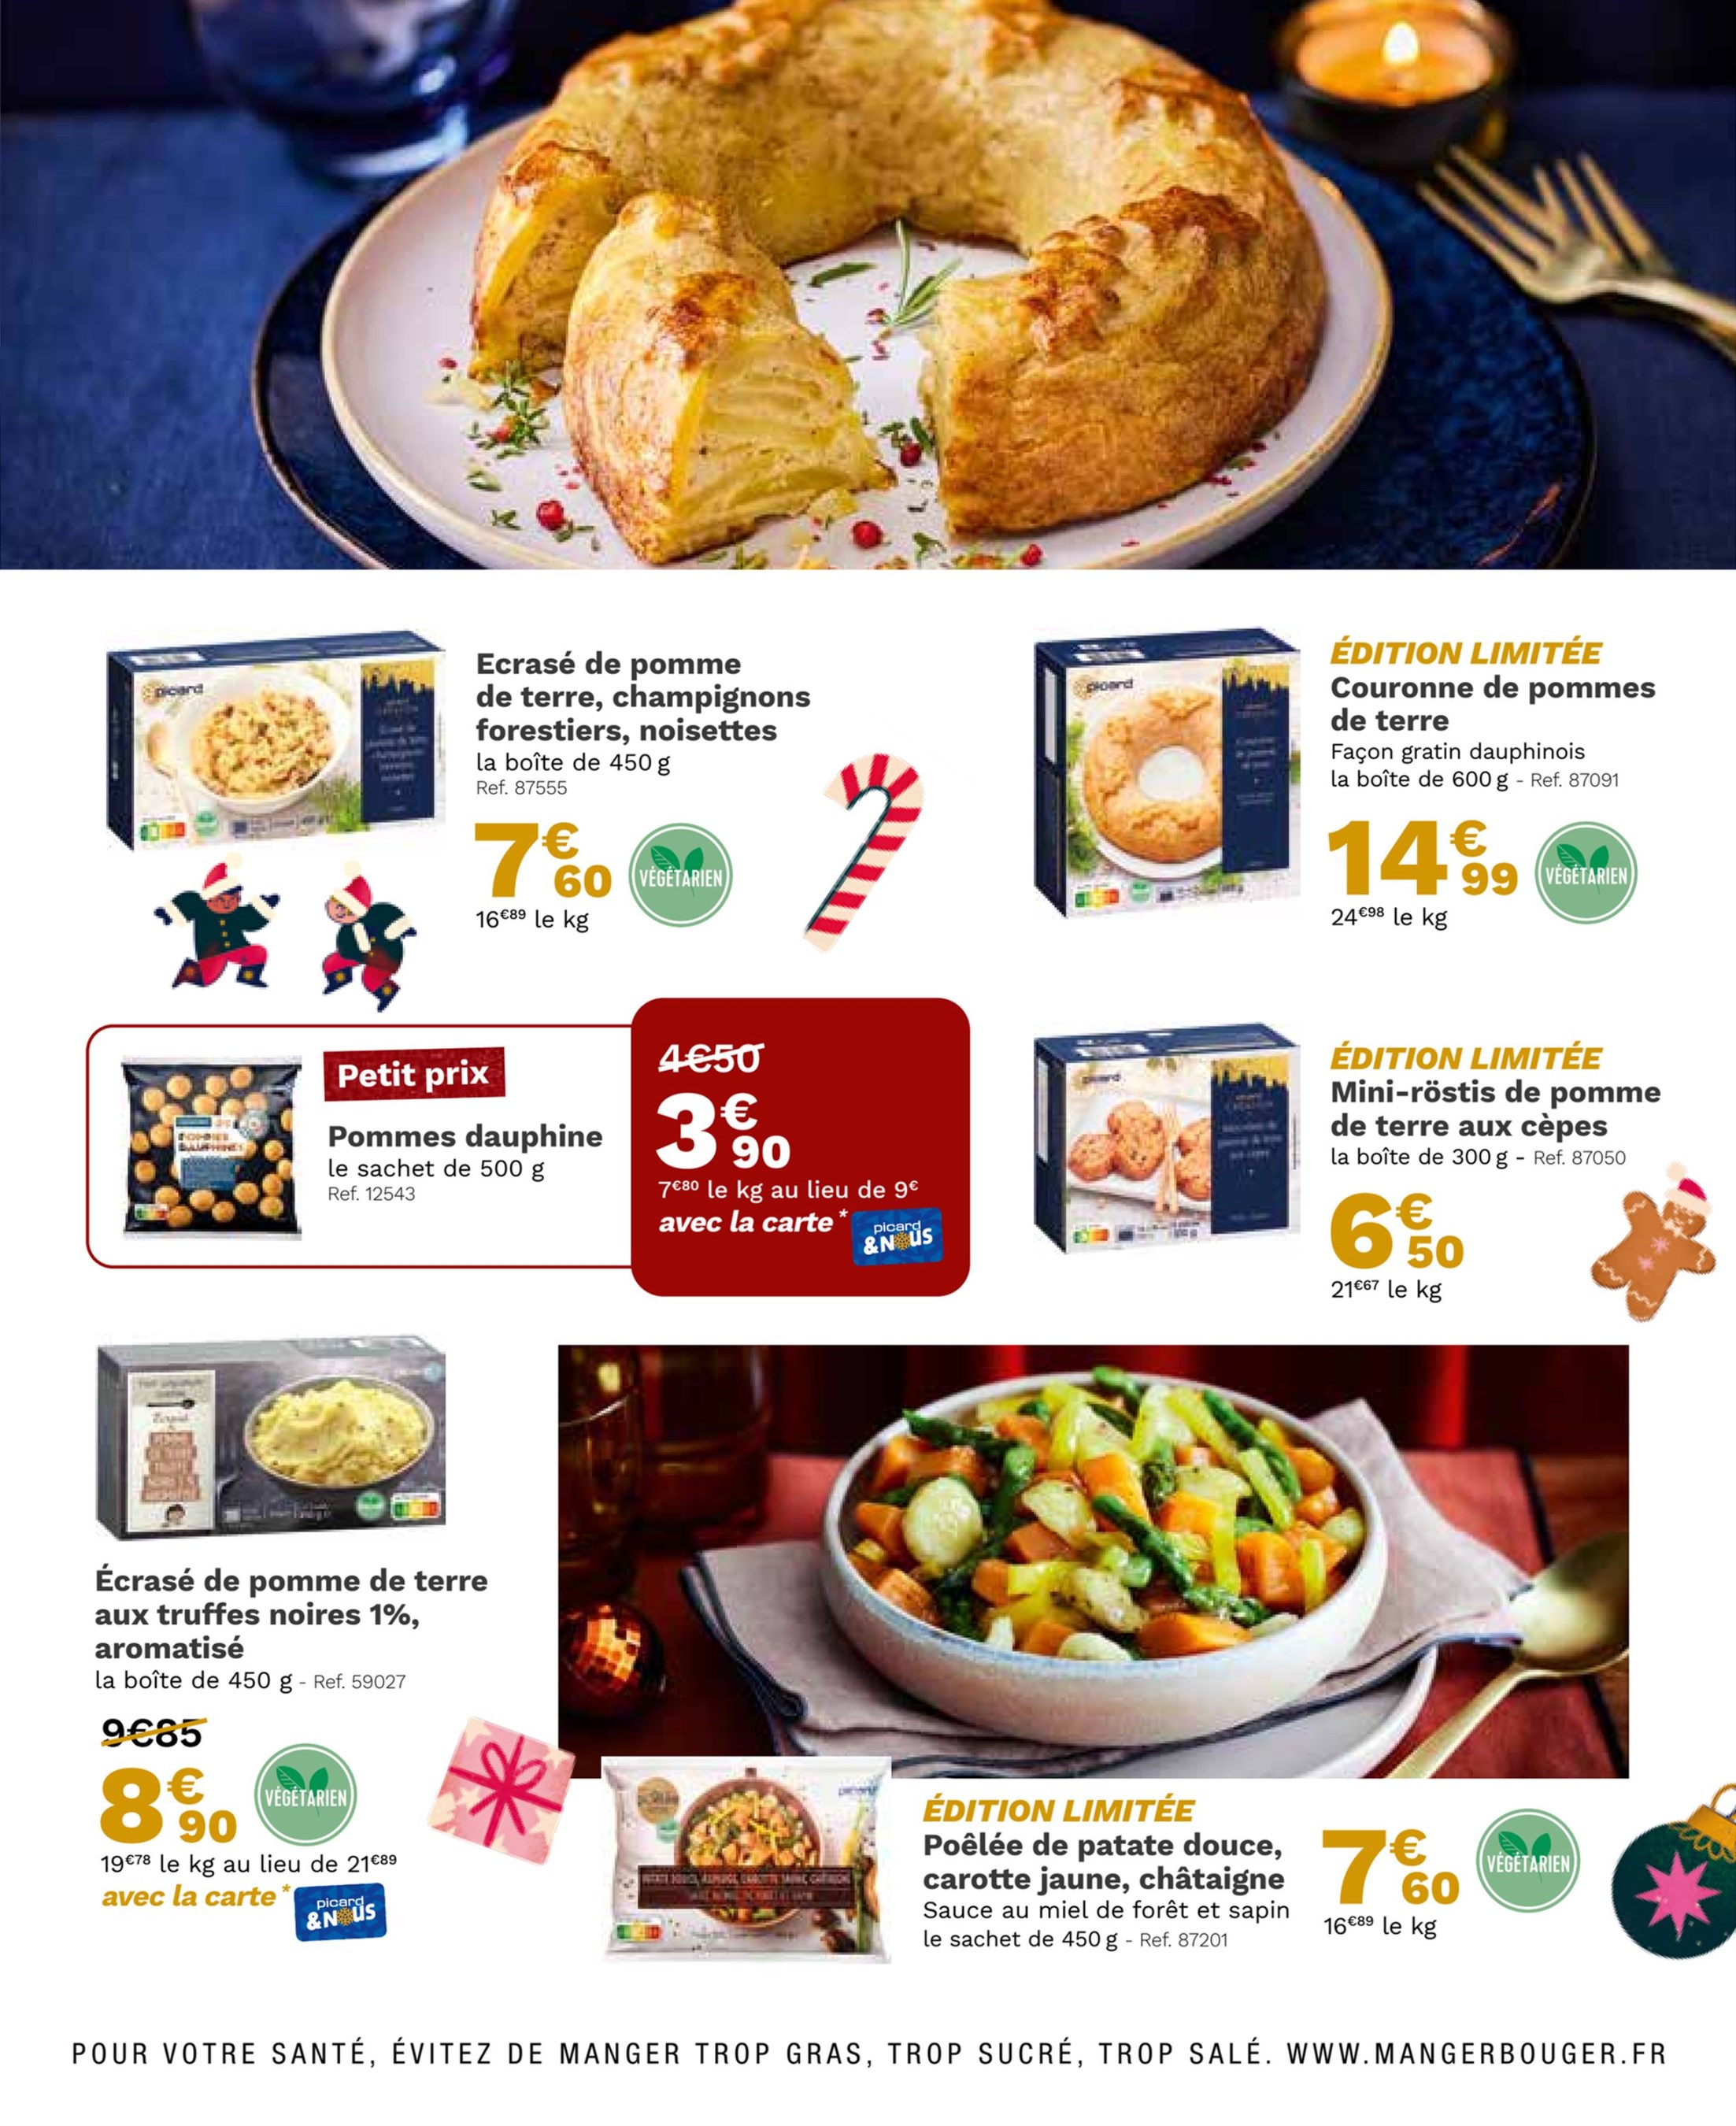 picard
Ecrasé de pomme
de terre, champignons
forestiers, noisettes
la boîte de 450 g
Ref. 87555
7€60
VÉGÉTARIEN
16€89 le kg
picard
ÉDITION LIMITÉE
Couronne de pommes
de terre
Façon gratin dauphinois
la boîte de 600 g - Ref. 87091
14€99
VÉGÉTARIEN
24€98 le kg
Petit prix
Pommes dauphine
le sachet de 500 g
Ref. 12543
4€50
3€90
7€80 le kg au lieu de 9€
avec la carte*
picard
&NOUS
picard
ÉDITION LIMITÉE
Mini-röstis de pomme
de terre aux cèpes
la boîte de 300 g - Ref. 87050
6€50
21€67 le kg
Écrasé de pomme de terre
aux truffes noires 1%,
aromatisé
la boîte de 450 g - Ref. 59027
9€85
8€90
VÉGÉTARIEN
19€78 le kg au lieu de 21€89
avec la carte*
picard
&NOUS
picard
ÉDITION LIMITÉE
Poêlée de patate douce,
carotte jaune, châtaigne
Sauce au miel de forêt et sapin
le sachet de 450 g - Ref. 87201
7€60
VÉGÉTARIEN
16€89 le kg
POUR VOTRE SANTÉ, ÉVITEZ DE MANGER TROP GRAS, TROP SUCRÉ, TROP SALÉ. WWW.MANGERBOUGER.FR